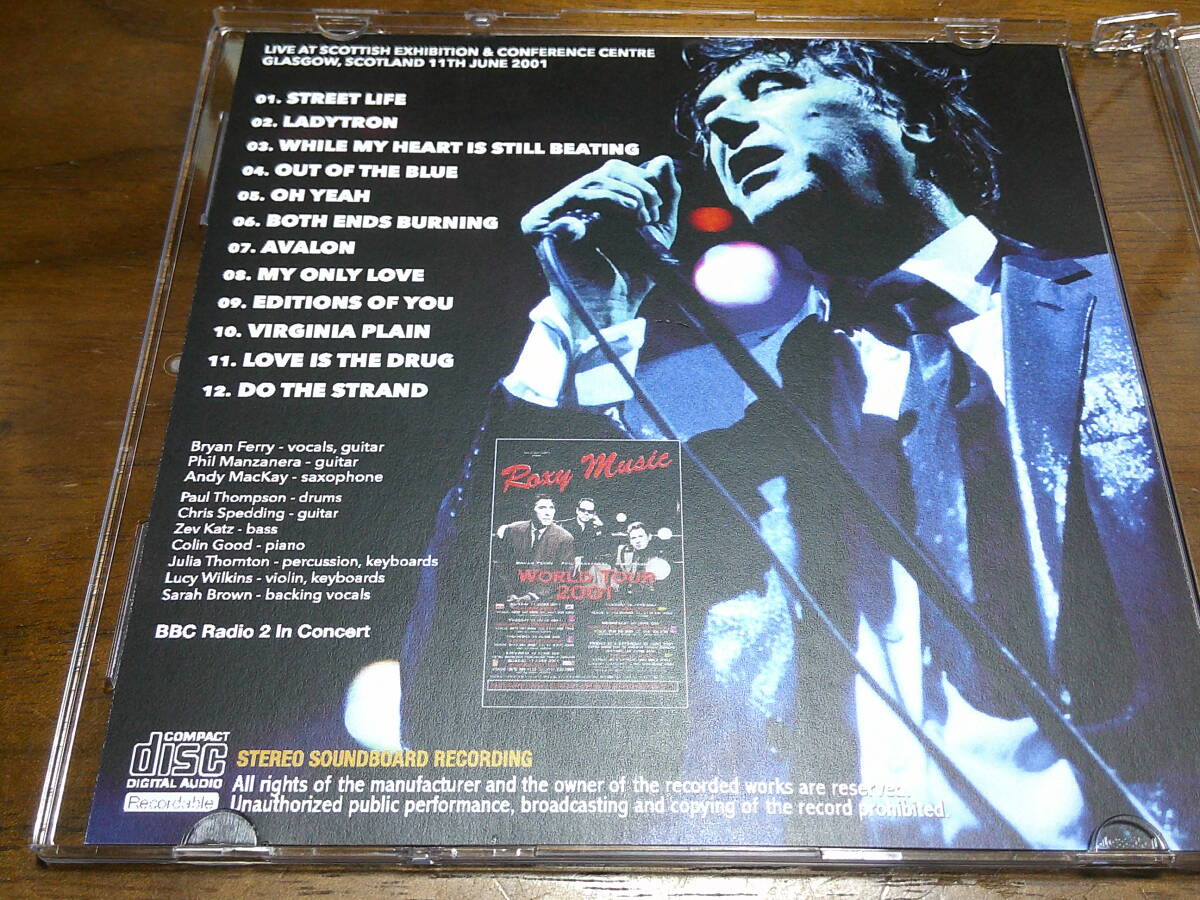 LIVE AT SCOTTISH EXHIBITION & CONFERENCE CENTRE
GLASGOW, SCOTLAND 11TH JUNE 2001
01. STREET LIFE
02. LADYTRON
03. WHILE MY HEART IS STILL BEATING
04. OUT OF THE BLUE
05. OH YEAH
06. BOTH ENDS BURNING
07. AVALON
08. MY ONLY LOVE
09. EDITIONS OF YOU
10. VIRGINIA PLAIN
11. LOVE IS THE DRUG
12. DO THE STRAND
Bryan Ferry - vocals, guitar
Phil Manzanera - guitar
Andy MacKay - saxophone
Paul Thompson - drums
Chris Spedding - guitar
Zev Katz - bass
Colin Good - piano
Julia Thornton - percussion, keyboards
Lucy Wilkins - violin, keyboards
Sarah Brown - backing vocals
BBC Radio 2 In Concert
Roxy Music
WORLD TOUR
2001
COMPACT
disc
DIGITAL AUDIO
Recordable
STEREO SOUNDBOARD RECORDING
All rights of the manufacturer and the owner of the recorded works are reserved.
Unauthorized public performance, broadcasting and copying of the record prohibited.